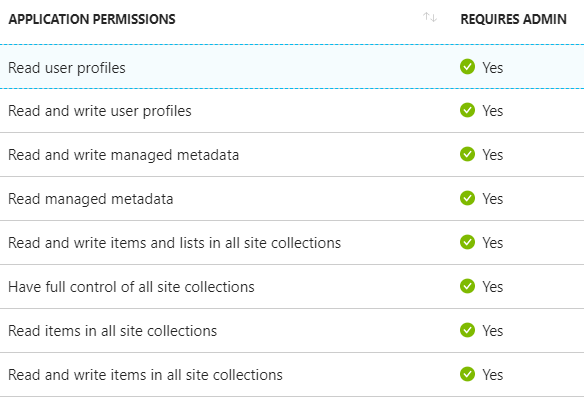 APPLICATION PERMISSIONS REQUIRES ADMIN
Read user profiles Yes
Read and write user profiles Yes
Read and write managed metadata Yes
Read managed metadata Yes
Read and write items and lists in all site collections Yes
Have full control of all site collections Yes
Read items in all site collections Yes
Read and write items in all site collections Yes